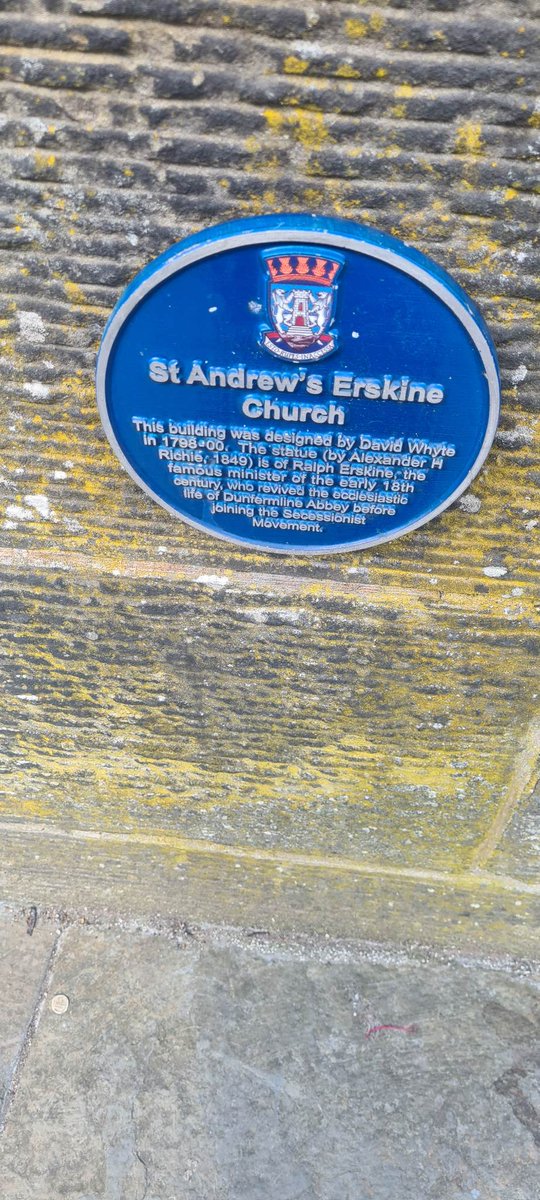 St Andrew's Erskine
Church
This building was designed by David Whyte
in 1798-00. The statue (by Alexander H
Richie, 1849) is of Ralph Erskine, the
famous minister of the early 18th
century, who revived the ecclesiastic
life of Dunfermline Abbey before
joining the Secessionist
Movement.